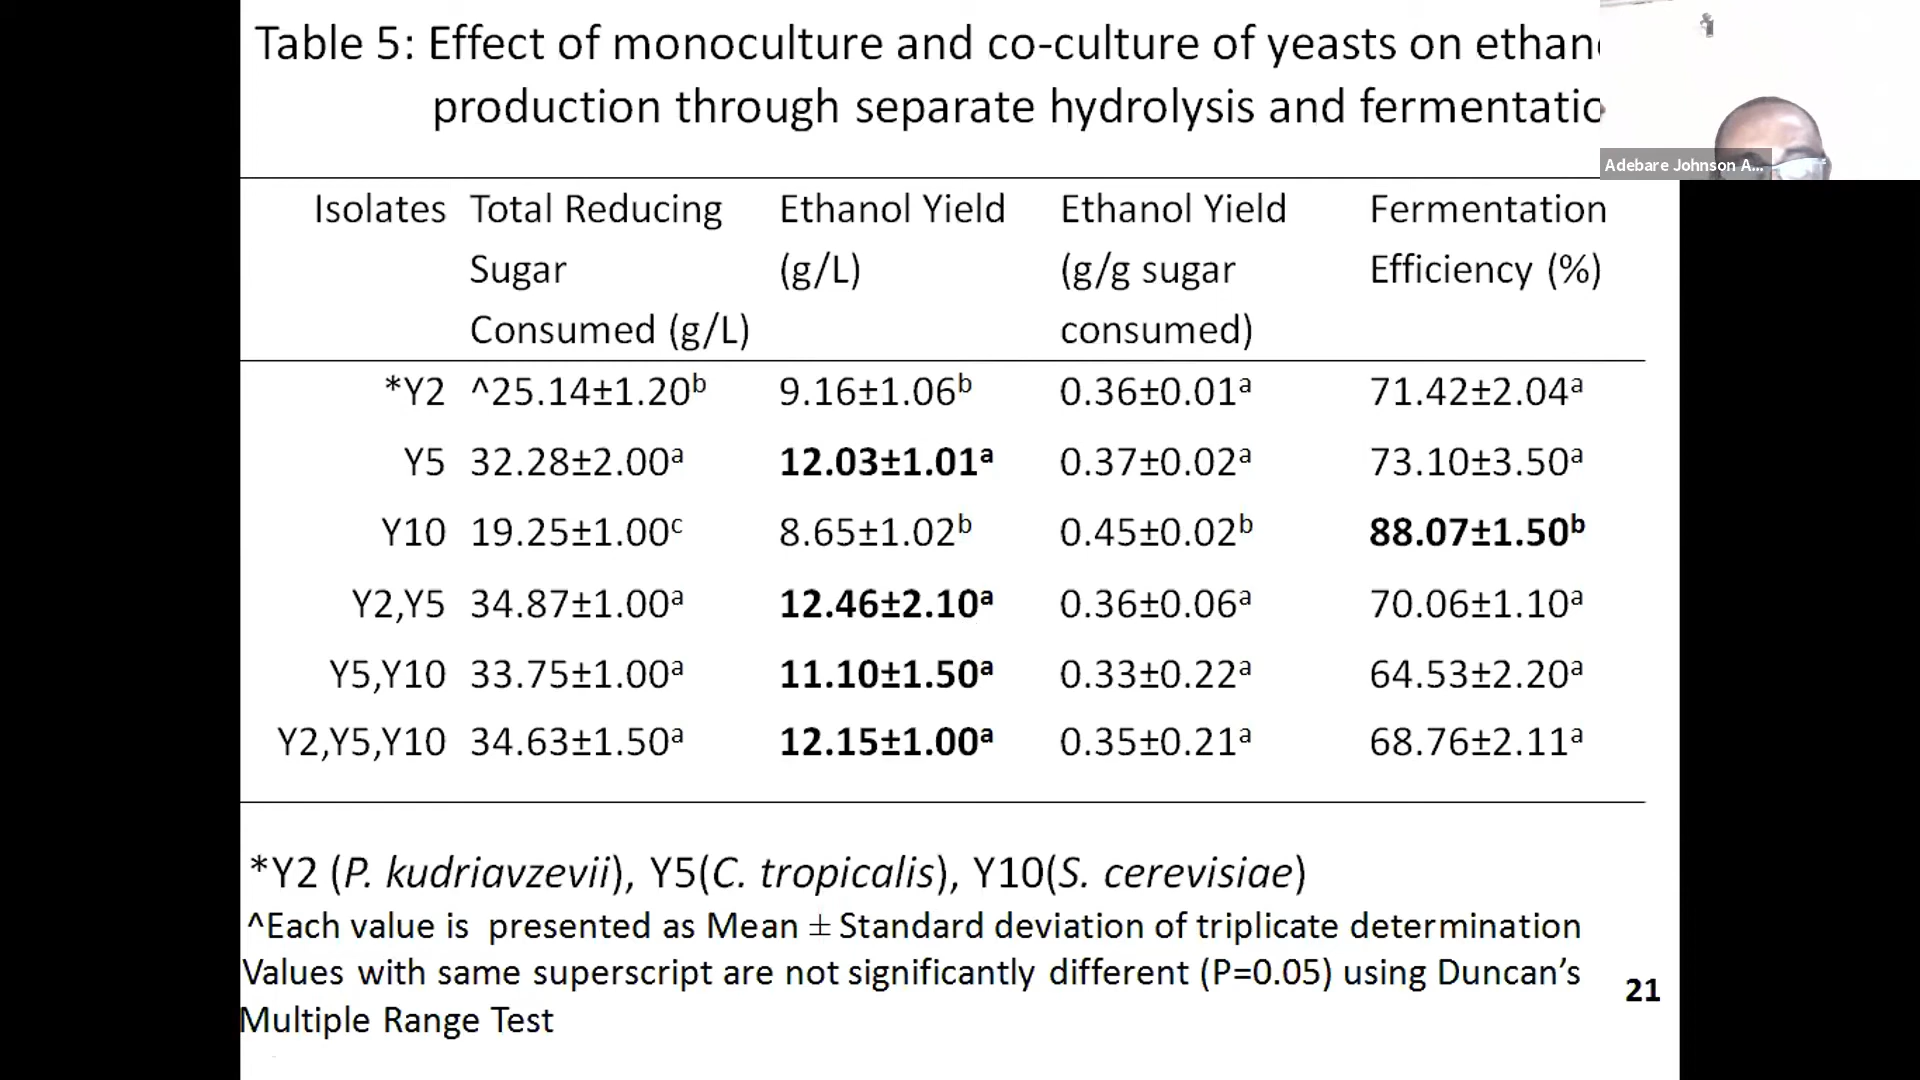 Table 5: Effect of monoculture and co-culture of yeasts on
production through separate hydrolysis and
Adebare Johnson A...
Isolates Total Reducing Sugar Consumed (g/L) Ethanol Yield (g/L) Ethanol Yield (g/g sugar consumed) Fermentation Efficiency (%)
*Y2 ^25.14±1.20ᵇ 9.16±1.06ᵇ 0.36±0.01ᵃ 71.42±2.04ᵃ
Y5 32.28±2.00ᵃ 12.03±1.01ᵃ 0.37±0.02ᵃ 73.10±3.50ᵃ
Y10 19.25±1.00ᶜ 8.65±1.02ᵇ 0.45±0.02ᵇ 88.07±1.50ᵇ
Y2,Y5 34.87±1.00ᵃ 12.46±2.10ᵃ 0.36±0.06ᵃ 70.06±1.10ᵃ
Y5,Y10 33.75±1.00ᵃ 11.10±1.50ᵃ 0.33±0.22ᵃ 64.53±2.20ᵃ
Y2,Y5,Y10 34.63±1.50ᵃ 12.15±1.00ᵃ 0.35±0.21ᵃ 68.76±2.11ᵃ
*Y2 (P. kudriavzevii), Y5(C. tropicalis), Y10(S. cerevisiae)
^Each value is presented as Mean ± Standard deviation of triplicate determination
Values with same superscript are not significantly different (P=0.05) using Duncan’s
Multiple Range Test
21